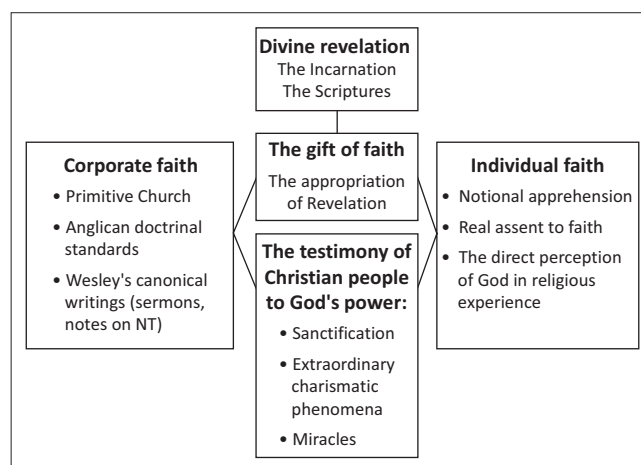 Divine revelation
The Incarnation
The Scriptures
The gift of faith
The appropriation
of Revelation
Corporate faith
• Primitive Church
• Anglican doctrinal
standards
• Wesley's canonical
writings (sermons,
notes on NT)
Individual faith
• Notional apprehension
• Real assent to faith
• The direct perception
of God in religious
experience
The testimony of
Christian people
to God's power:
• Sanctification
• Extraordinary
charismatic
phenomena
• Miracles